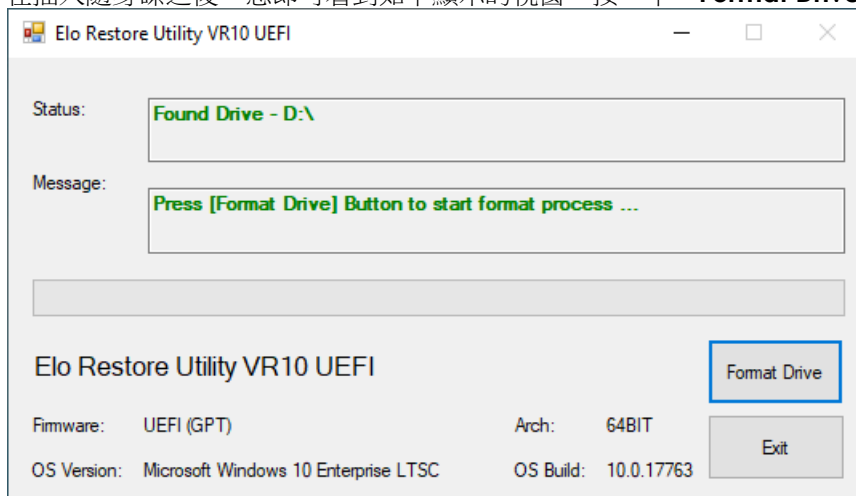 Elo Restore Utility VR10 UEFI
Status:
Found Drive - D:\
Message:
Press [Format Drive] Button to start format process ...
Elo Restore Utility VR10 UEFI
Format Drive
Firmware: UEFI (GPT) Arch: 64BIT
Exit
OS Version: Microsoft Windows 10 Enterprise LTSC OS Build: 10.0.17763